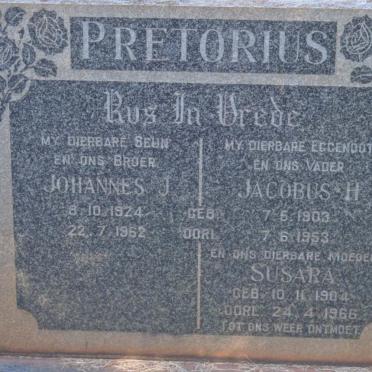 PRETORIUS
Rus In Vrede
MY DIERBARE SEUN
EN ONS BROER
JOHANNES J.
8.10.1924
22.7.1952
GEB.
OORL.
MY DIERBARE EGGENOOT
EN ONS VADER
JACOBUS H
7.5.1903
7.6.1953
EN ONS DIERBARE MOEDER
SUSARA
GEB. 10.11.1904
OORL. 24.4.1966
TOT ONS WEER ONTMOET